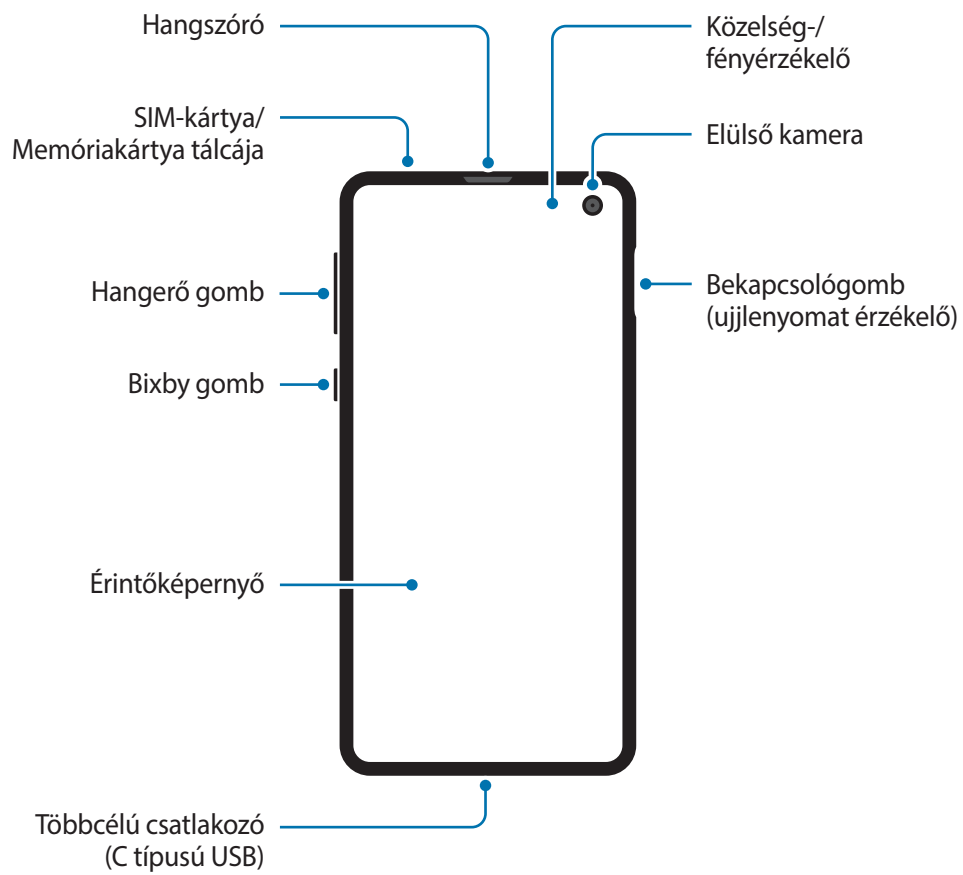 Hangszóró
SIM-kártya/
Memóriakártya tálcája
Hangerő gomb
Bixby gomb
Érintőképernyő
Többcélú csatlakozó
(C típusú USB)
Közelség-/
fényérzékelő
Elülső kamera
Bekapcsológomb
(ujjlenyomat érzékelő)